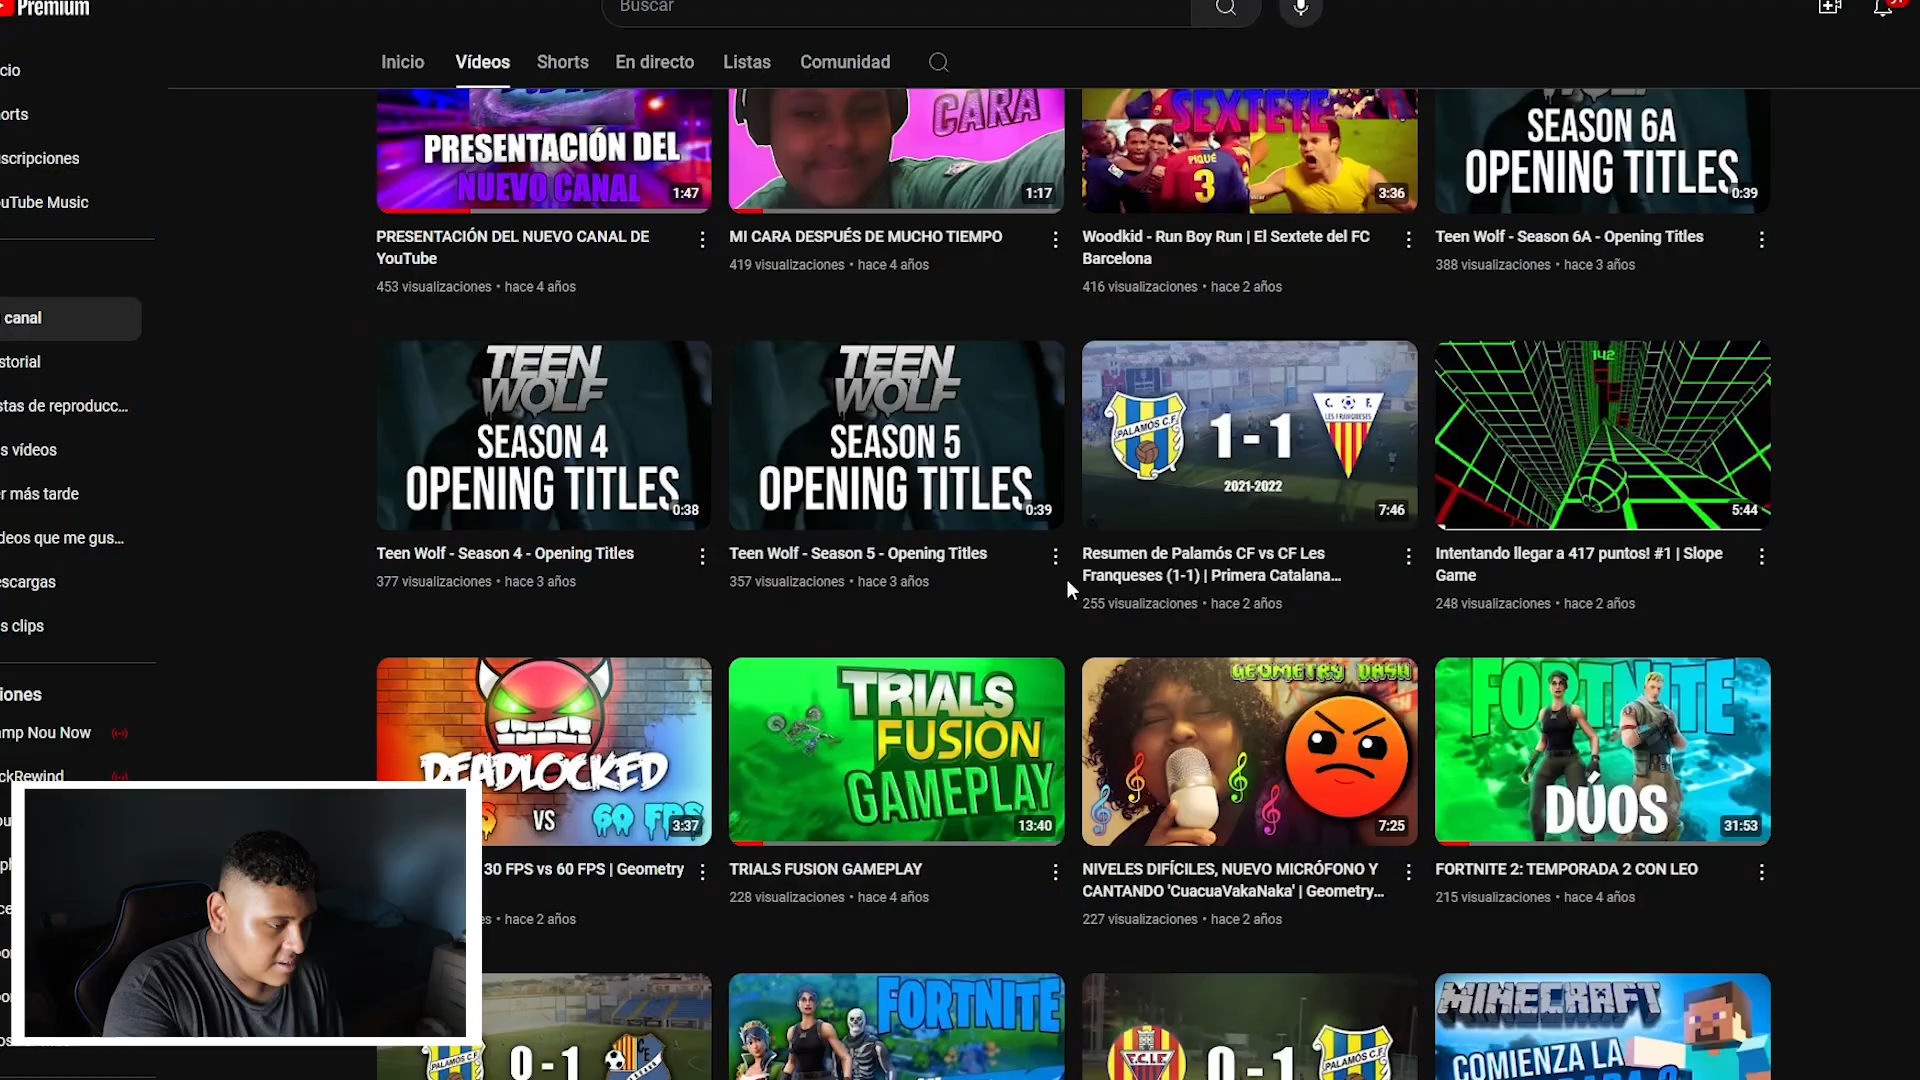 Premium
Buscar
Inicio
Vídeos
Shorts
En directo
Listas
Comunidad
cio
orts
scripciones
uTube Music
canal
storial
stas de reproducc...
s vídeos
r más tarde
deos que me gus...
escargas
s clips
iones
mp Nou Now
ckRewind
PRESENTACIÓN DEL
NUEVO CANAL
1:47
CARA
1:17
SEXTETE
PIQUÉ
3
3:36
SEASON 6A
OPENING TITLES
0:39
PRESENTACIÓN DEL NUEVO CANAL DE
YouTube
453 visualizaciones • hace 4 años
MI CARA DESPUÉS DE MUCHO TIEMPO
419 visualizaciones • hace 4 años
Woodkid - Run Boy Run | El Sextete del FC
Barcelona
416 visualizaciones • hace 2 años
Teen Wolf - Season 6A - Opening Titles
388 visualizaciones • hace 3 años
TEEN
WOLF
SEASON 4
OPENING TITLES
0:38
TEEN
WOLF
SEASON 5
OPENING TITLES
0:39
PALAMÓS C.F.
1-1
C. F.
LES FRANQUESES
2021-2022
7:46
142
5:44
Teen Wolf - Season 4 - Opening Titles
377 visualizaciones • hace 3 años
Teen Wolf - Season 5 - Opening Titles
357 visualizaciones • hace 3 años
Resumen de Palamós CF vs CF Les
Franqueses (1-1) | Primera Catalana...
255 visualizaciones • hace 2 años
Intentando llegar a 417 puntos! #1 | Slope
Game
248 visualizaciones • hace 2 años
DEADLOCKED
S VS 60 FPS
3:37
TRIALS
FUSION
GAMEPLAY
13:40
GEOMETRY DASH
7:25
FORTNITE
DÚOS
31:53
30 FPS vs 60 FPS | Geometry
es • hace 2 años
TRIALS FUSION GAMEPLAY
228 visualizaciones • hace 4 años
NIVELES DIFÍCILES, NUEVO MICRÓFONO Y
CANTANDO 'CuacuaVakaNaka' | Geometry...
227 visualizaciones • hace 2 años
FORTNITE 2: TEMPORADA 2 CON LEO
215 visualizaciones • hace 4 años
PALAMÓS C.F.
0-1
FORTNITE
F.C.L.E.
0-1
PALAMÓS C.F.
MINECRAFT
COMIENZA LA